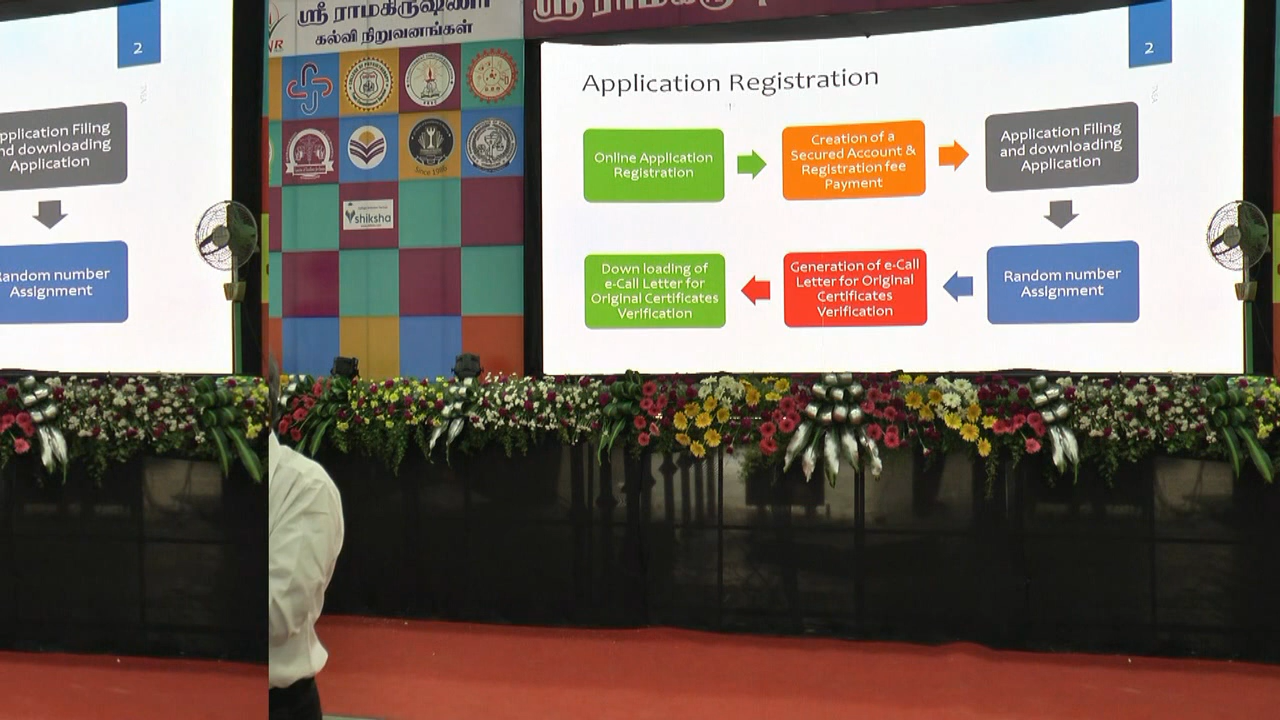 2
pplication Filing
nd downloading
Application
andom number
Assignment
ஸ்ரீ ராமகிருஷ்ணா
கல்வி நிறுவனங்கள்
Since 1986
shiksha
2
Application Registration
Online Application
Registration
Creation of a
Secured Account &
Registration fee
Payment
Application Filing
and downloading
Application
Down loading of
e-Call Letter for
Original Certificates
Verification
Generation of e-Call
Letter for Original
Certificates
Verification
Random number
Assignment